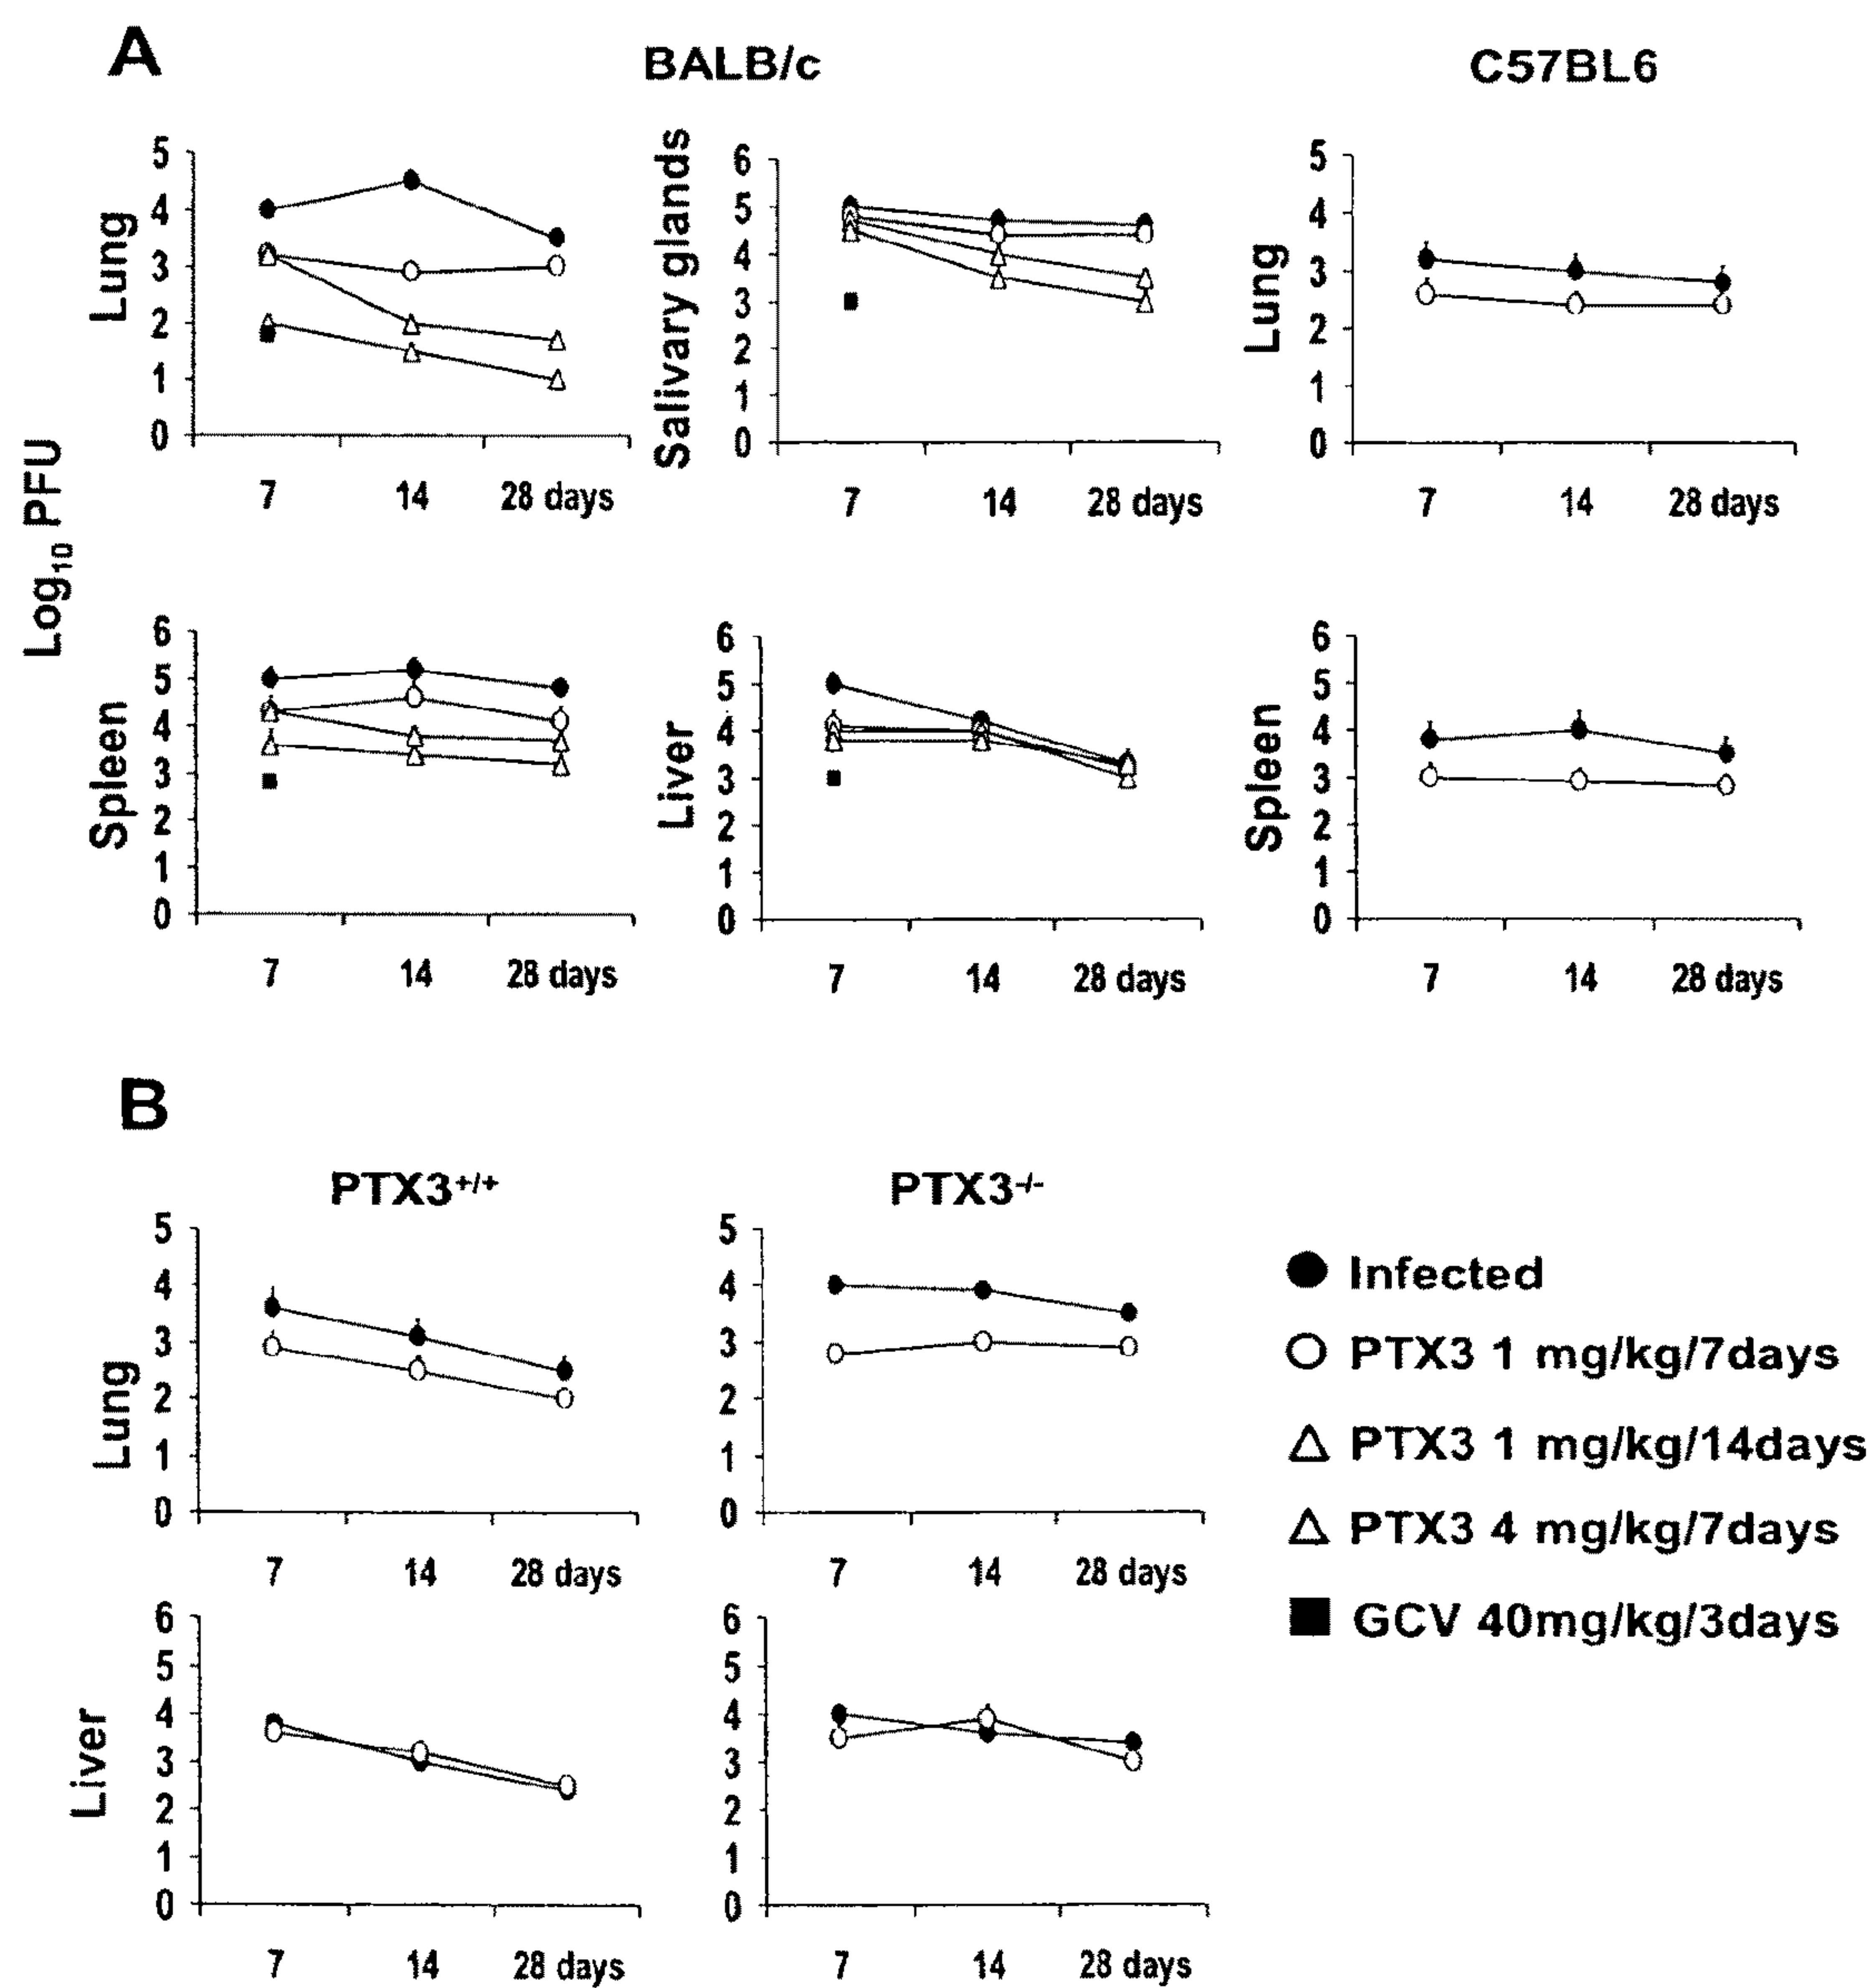 A
BALB/c
C57BL6
Log10 PFU
Lung
5
4
3
2
1
0
7 14 28 days
Salivary glands
6
5
4
3
2
1
0
7 14 28 days
Lung
5
4
3
2
1
0
7 14 28 days
Spleen
6
5
4
3
2
1
0
7 14 28 days
Liver
6
5
4
3
2
1
0
7 14 28 days
Spleen
6
5
4
3
2
1
0
7 14 28 days
B
PTX3+/+
PTX3-/-
Lung
5
4
3
2
1
0
7 14 28 days
5
4
3
2
1
0
7 14 28 days
Liver
6
5
4
3
2
1
0
7 14 28 days
6
5
4
3
2
1
0
7 14 28 days
Infected
PTX3 1 mg/kg/7days
PTX3 1 mg/kg/14days
PTX3 4 mg/kg/7days
GCV 40mg/kg/3days